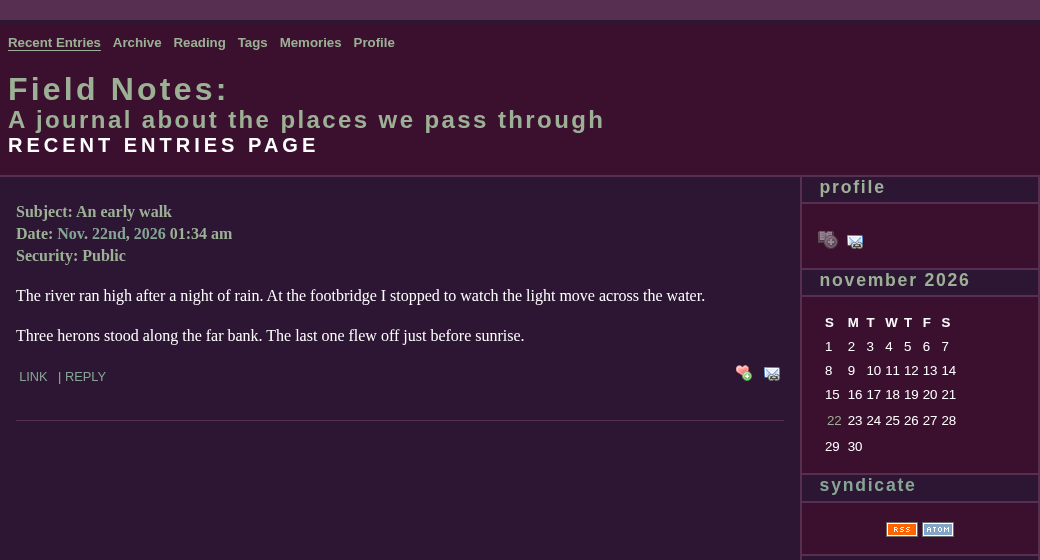 Recent Entries Archive Reading Tags Memories Profile
Field Notes:
A journal about the places we pass through
RECENT ENTRIES PAGE
Subject: An early walk
Date: Nov. 22nd, 2026 01:34 am
Security: Public
The river ran high after a night of rain. At the footbridge I stopped to watch the light move across the water.
Three herons stood along the far bank. The last one flew off just before sunrise.
LINK | REPLY
profile
november 2026
S M T W T F S
1 2 3 4 5 6 7
8 9 10 11 12 13 14
15 16 17 18 19 20 21
22 23 24 25 26 27 28
29 30
syndicate
RSS ATOM